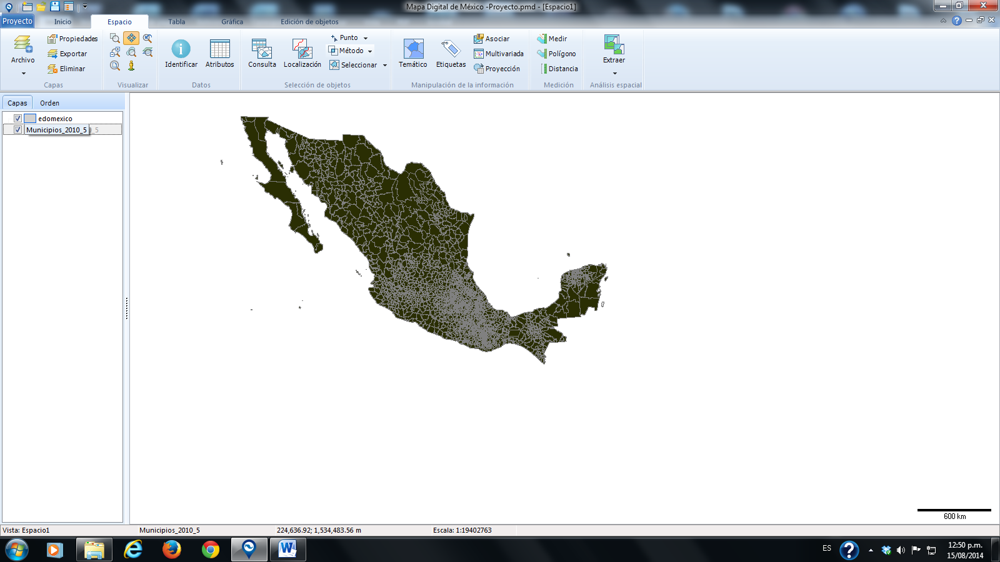 Mapa Digital de México -Proyecto.pmd - [Espacio1]
Proyecto Inicio Espacio Tabla Gráfica Edición de objetos
Archivo
Propiedades
Exportar
Eliminar
Capas
Visualizar
Identificar
Atributos
Datos
Consulta
Localización
Punto
Método
Seleccionar
Selección de objetos
Temático
Etiquetas
Asociar
Multivariada
Proyección
Manipulación de la información
Medir
Polígono
Distancia
Medición
Extraer
Análisis espacial
Capas Orden
edomexico
Municipios_2010_5
600 km
Vista: Espacio1 Municipios_2010_5 224,636.92; 1,534,483.56 m Escala: 1:19402763
ES
12:50 p.m.
15/08/2014